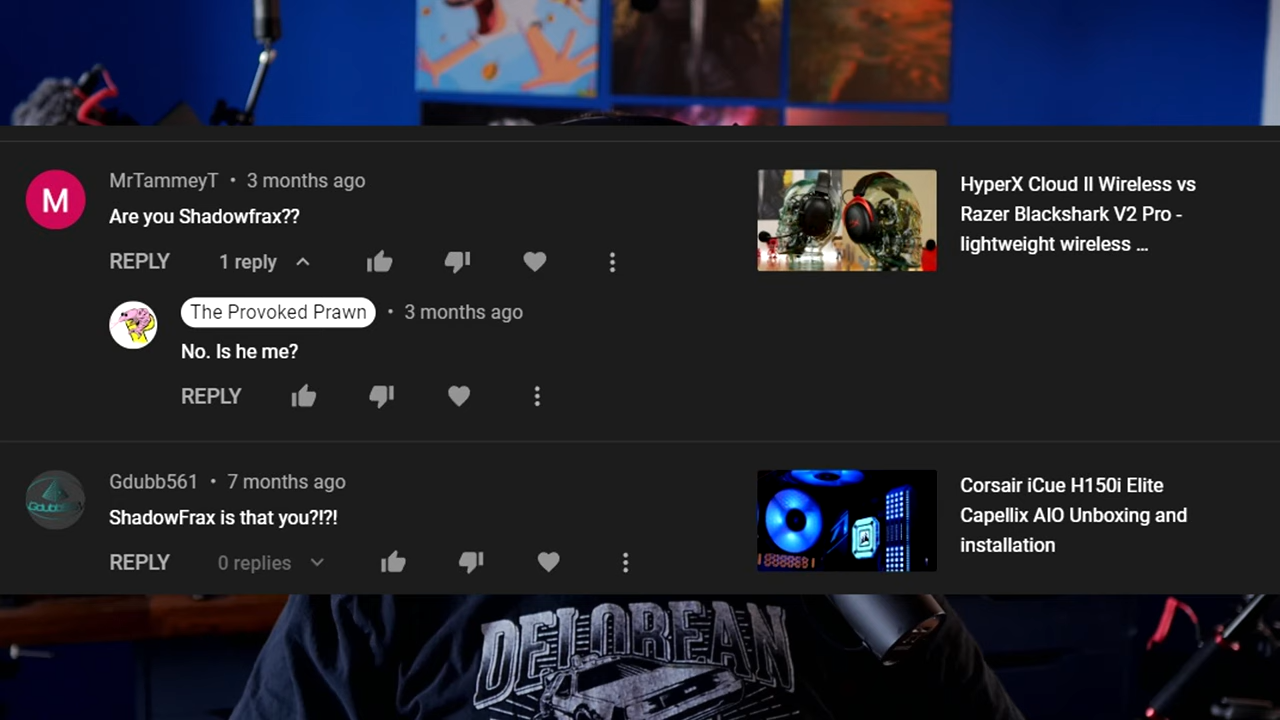 MrTammeyT • 3 months ago
Are you Shadowfrax??
REPLY 1 reply
The Provoked Prawn • 3 months ago
No. Is he me?
REPLY
HyperX Cloud II Wireless vs
Razer Blackshark V2 Pro -
lightweight wireless ...
M
Gdubb561 • 7 months ago
ShadowFrax is that you?!?!
REPLY 0 replies
Corsair iCue H150i Elite
Capellix AIO Unboxing and
installation
DELOREAN